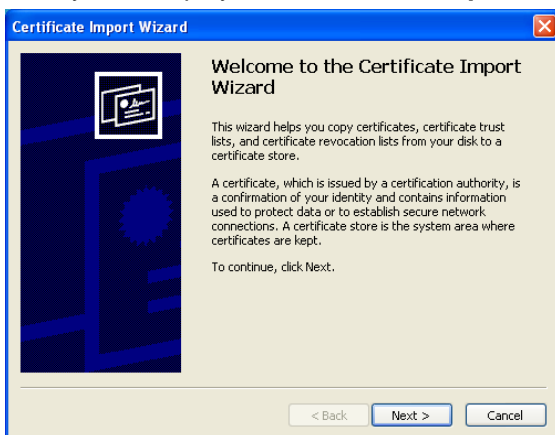 Certificate Import Wizard
Welcome to the Certificate Import
Wizard
This wizard helps you copy certificates, certificate trust
lists, and certificate revocation lists from your disk to a
certificate store.
A certificate, which is issued by a certification authority, is
a confirmation of your identity and contains information
used to protect data or to establish secure network
connections. A certificate store is the system area where
certificates are kept.
To continue, click Next.
< Back
Next >
Cancel